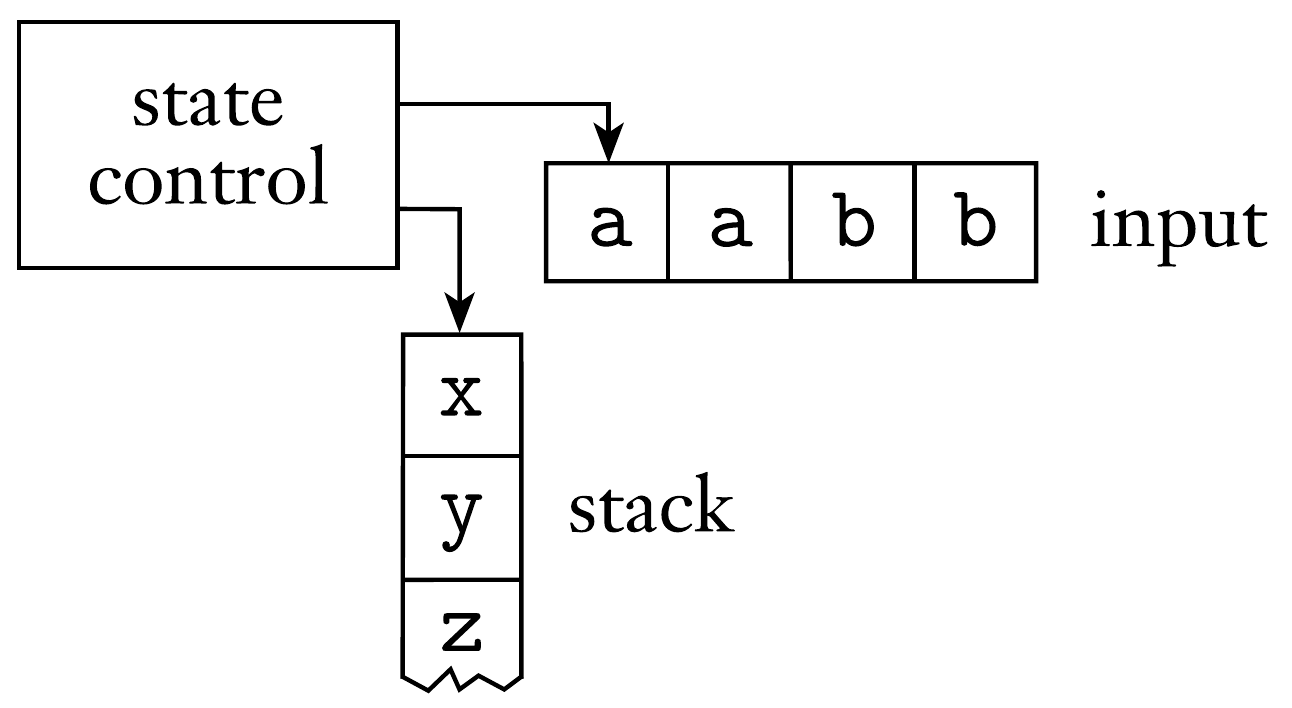 state
control
a a b b
input
x
y
stack
z